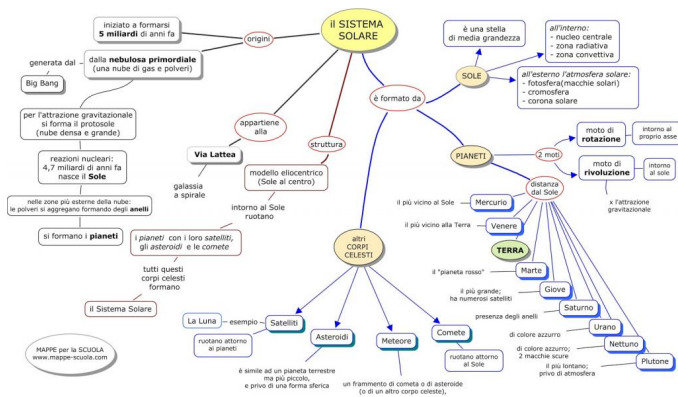 il SISTEMA
SOLARE
origini
iniziato a formarsi
5 miliardi di anni fa
dalla nebulosa primordiale
(una nube di gas e polveri)
generata dal
Big Bang
per l'attrazione gravitazionale
si forma il protosole
(nube densa e grande)
reazioni nucleari:
4,7 miliardi di anni fa
nasce il Sole
nelle zone più esterne della nube:
le polveri si aggregano formando degli anelli
si formano i pianeti
appartiene
alla
Via Lattea
galassia
a spirale
struttura
modello eliocentrico
(Sole al centro)
intorno al Sole
ruotano
i pianeti con i loro satelliti,
gli asteroidi e le comete
tutti questi
corpi celesti
formano
il Sistema Solare
è formato da
SOLE
è una stella
di media grandezza
all'interno:
- nucleo centrale
- zona radiativa
- zona convettiva
all'esterno l'atmosfera solare:
- fotosfera(macchie solari)
- cromosfera
- corona solare
PIANETI
2 moti
moto di
rotazione
intorno al
proprio asse
moto di
rivoluzione
intorno
al sole
x l'attrazione
gravitazionale
distanza
dal Sole
il più vicino al Sole
Mercurio
il più vicino alla Terra
Venere
TERRA
il "pianeta rosso"
Marte
il più grande;
ha numerosi satelliti
Giove
presenza degli anelli
Saturno
di colore azzurro
Urano
di colore azzurro;
2 macchie scure
Nettuno
il più lontano;
privo di atmosfera
Plutone
altri
CORPI
CELESTI
La Luna
esempio
Satelliti
ruotano attorno
ai pianeti
Asteroidi
è simile ad un pianeta terrestre
ma più piccolo,
e privo di una forma sferica
Meteore
un frammento di cometa o di asteroide
(o di un altro corpo celeste),
Comete
ruotano attorno
al Sole
MAPPE per la SCUOLA
www.mappe-scuola.com